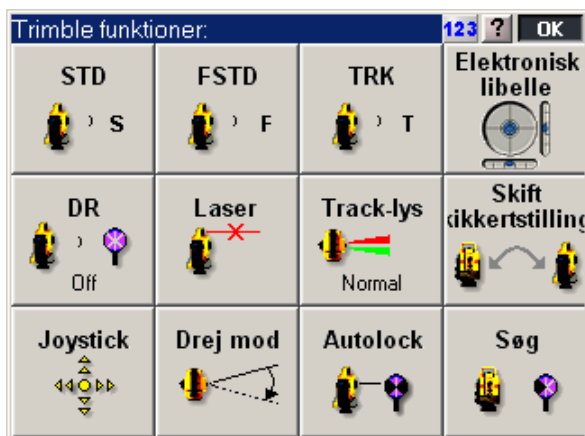 Trimble funktioner: 123 ? OK
STD FSTD TRK Elektronisk
libelle
S F T
DR Laser Track-lys Skift
kikkertstilling
Off Normal
Joystick Drej mod Autolock Søg